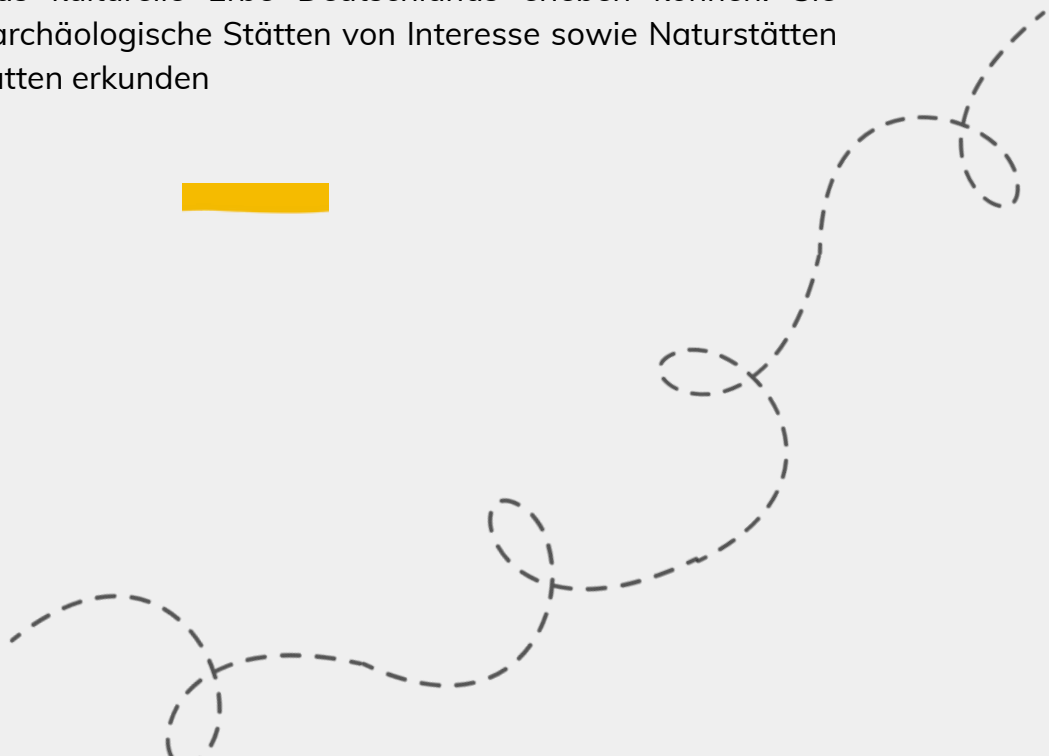 kulturelle Erbe Deutschlands erleben können. Sie
archäologische Stätten von Interesse sowie Naturstätten
erkunden